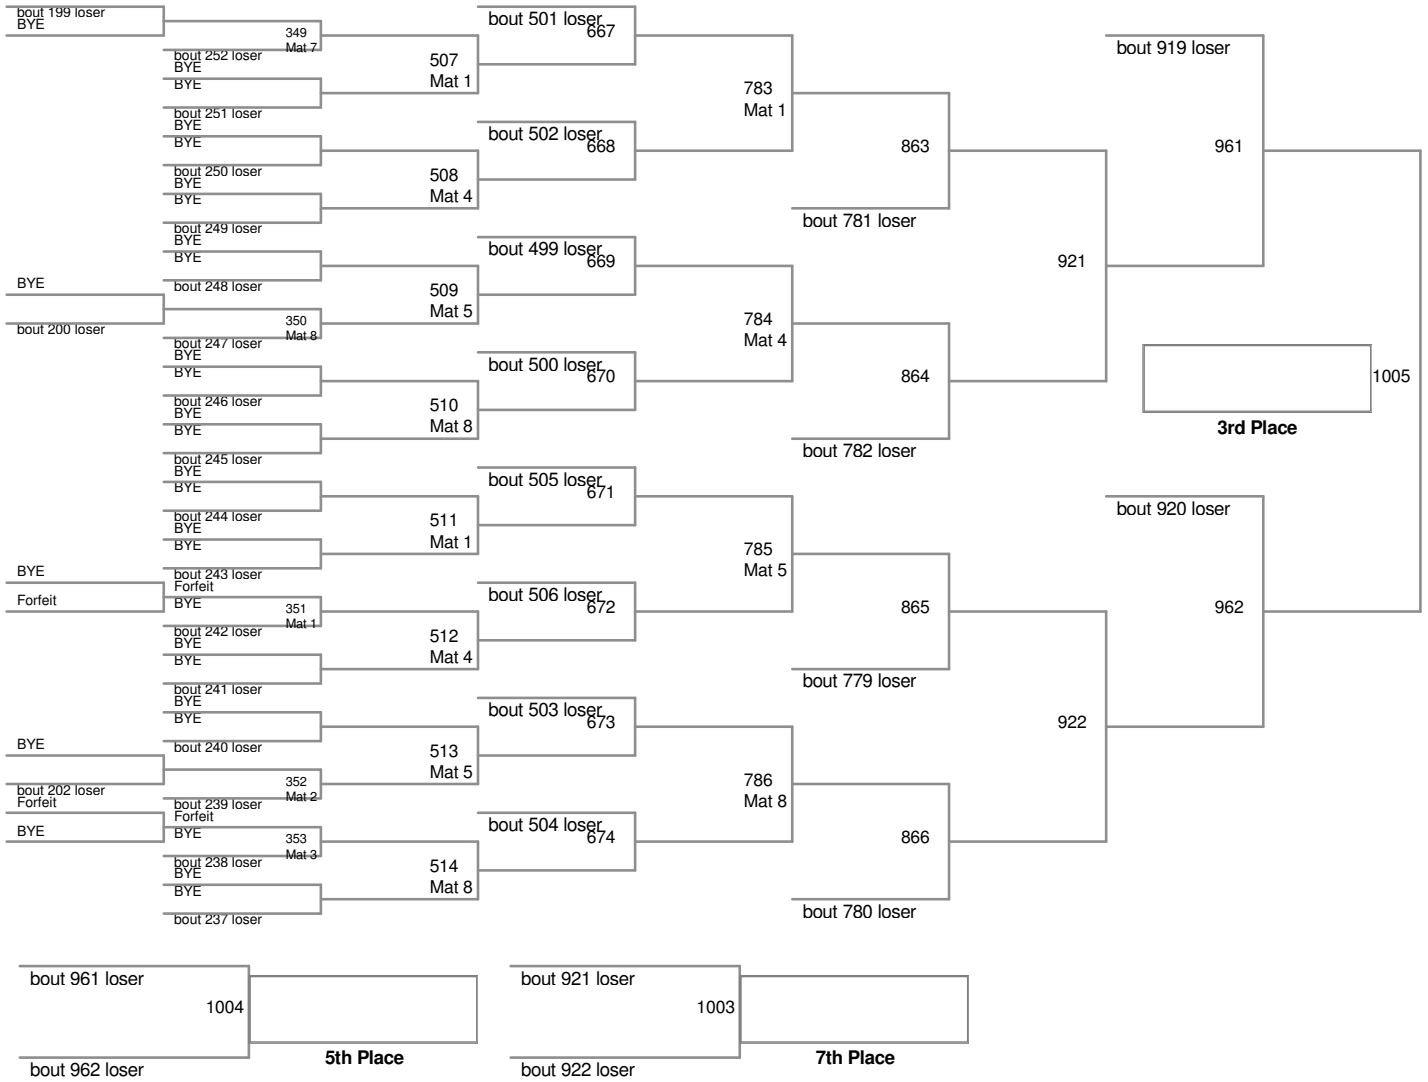 bout 199 loser
BYE
349
Mat 7
bout 252 loser
BYE
BYE
bout 251 loser
BYE
BYE
bout 250 loser
BYE
BYE
bout 249 loser
BYE
BYE
BYE
bout 248 loser
bout 200 loser
350
Mat 8
bout 247 loser
BYE
BYE
bout 246 loser
BYE
BYE
bout 245 loser
BYE
BYE
bout 244 loser
BYE
BYE
BYE
bout 243 loser
Forfeit
Forfeit
BYE
351
Mat 1
bout 242 loser
BYE
BYE
bout 241 loser
BYE
BYE
BYE
bout 240 loser
bout 202 loser
352
Mat 2
bout 239 loser
Forfeit
Forfeit
BYE
BYE
353
Mat 3
bout 238 loser
BYE
BYE
bout 237 loser
507
Mat 1
508
Mat 4
509
Mat 5
510
Mat 8
511
Mat 1
512
Mat 4
513
Mat 5
514
Mat 8
bout 501 loser
667
bout 502 loser
668
bout 499 loser
669
bout 500 loser
670
bout 505 loser
671
bout 506 loser
672
bout 503 loser
673
bout 504 loser
674
783
Mat 1
784
Mat 4
785
Mat 5
786
Mat 8
863
bout 781 loser
864
bout 782 loser
865
bout 779 loser
866
bout 780 loser
921
922
bout 919 loser
961
bout 920 loser
962
1005
3rd Place
bout 961 loser
1004
bout 962 loser
5th Place
bout 921 loser
1003
bout 922 loser
7th Place